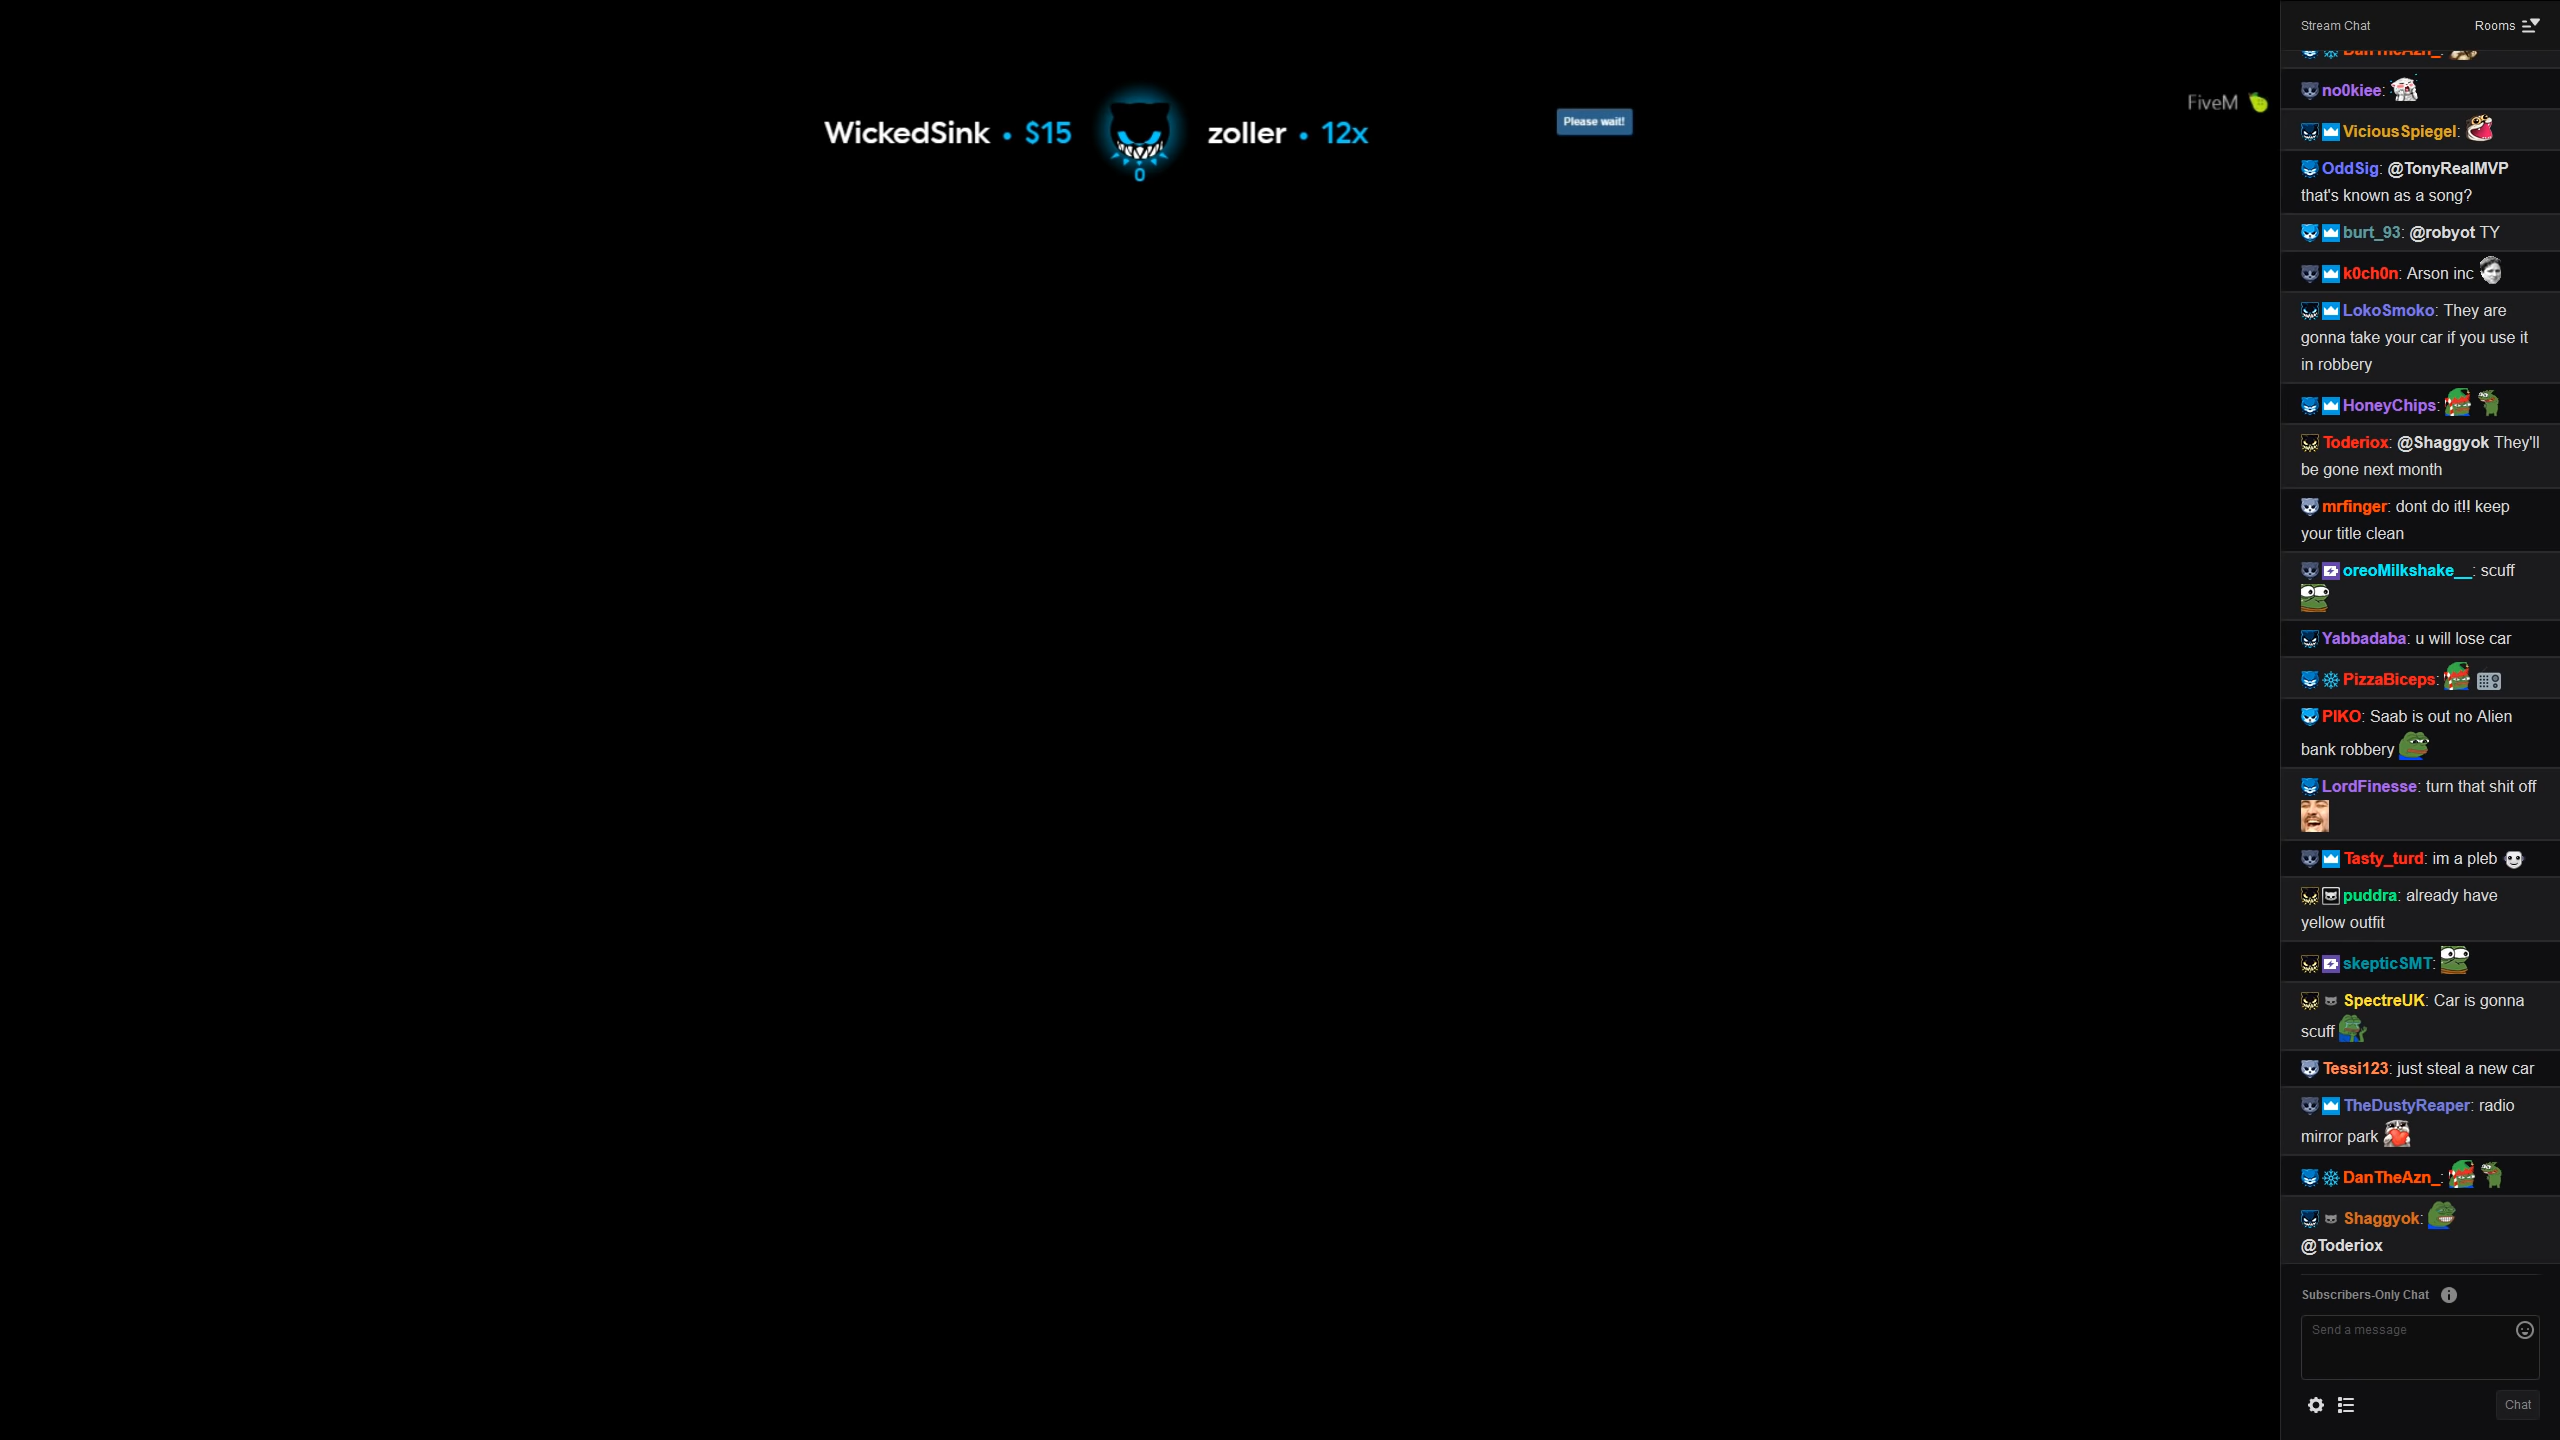 WickedSink • $15
0
zoller • 12x
Please wait!
FiveM
Stream Chat
Rooms
DanTheAzn_:
no0kiee:
ViciousSpiegel:
OddSig: @TonyRealMVP
that's known as a song?
burt_93: @robyot TY
k0ch0n: Arson inc
LokoSmoko: They are
gonna take your car if you use it
in robbery
HoneyChips:
Toderiox: @Shaggyok They'll
be gone next month
mrfinger: dont do it!! keep
your title clean
oreoMilkshake__: scuff
Yabbadaba: u will lose car
PizzaBiceps:
PIKO: Saab is out no Alien
bank robbery
LordFinesse: turn that shit off
Tasty_turd: im a pleb
puddra: already have
yellow outfit
skepticSMT:
SpectreUK: Car is gonna
scuff
Tessi123: just steal a new car
TheDustyReaper: radio
mirror park
DanTheAzn_:
Shaggyok:
@Toderiox
Subscribers-Only Chat
Send a message
Chat